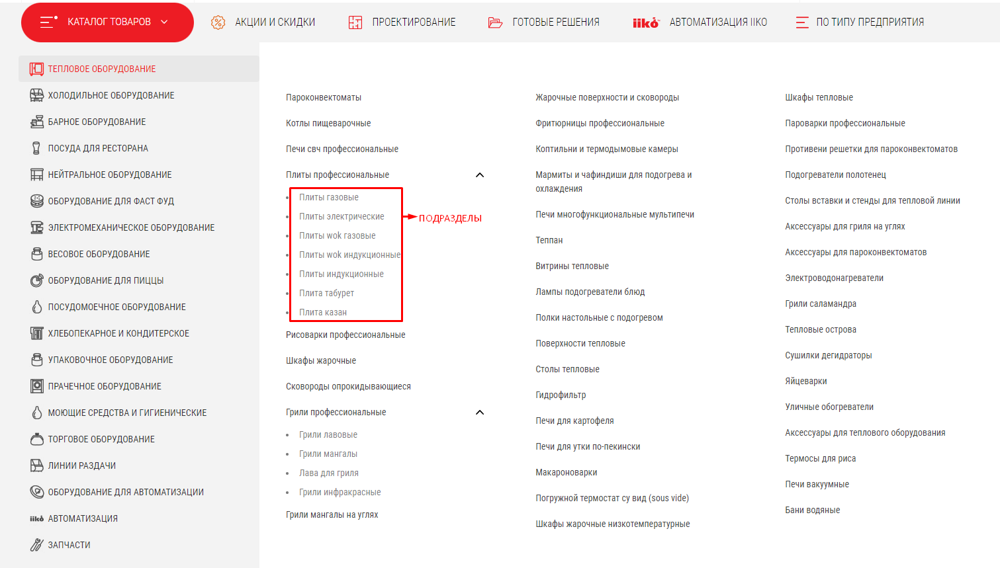 КАТАЛОГ ТОВАРОВ
АКЦИИ И СКИДКИ
ПРОЕКТИРОВАНИЕ
ГОТОВЫЕ РЕШЕНИЯ
iiko АВТОМАТИЗАЦИЯ IIKO
ПО ТИПУ ПРЕДПРИЯТИЯ
ТЕПЛОВОЕ ОБОРУДОВАНИЕ
ХОЛОДИЛЬНОЕ ОБОРУДОВАНИЕ
БАРНОЕ ОБОРУДОВАНИЕ
ПОСУДА ДЛЯ РЕСТОРАНА
НЕЙТРАЛЬНОЕ ОБОРУДОВАНИЕ
ОБОРУДОВАНИЕ ДЛЯ ФАСТ ФУД
ЭЛЕКТРОМЕХАНИЧЕСКОЕ ОБОРУДОВАНИЕ
ВЕСОВОЕ ОБОРУДОВАНИЕ
ОБОРУДОВАНИЕ ДЛЯ ПИЦЦЫ
ПОСУДОМОЕЧНОЕ ОБОРУДОВАНИЕ
ХЛЕБОПЕКАРНОЕ И КОНДИТЕРСКОЕ
УПАКОВОЧНОЕ ОБОРУДОВАНИЕ
ПРАЧЕЧНОЕ ОБОРУДОВАНИЕ
МОЮЩИЕ СРЕДСТВА И ГИГИЕНИЧЕСКИЕ
ТОРГОВОЕ ОБОРУДОВАНИЕ
ЛИНИИ РАЗДАЧИ
ОБОРУДОВАНИЕ ДЛЯ АВТОМАТИЗАЦИИ
iiko АВТОМАТИЗАЦИЯ
ЗАПЧАСТИ
Пароконвектоматы
Котлы пищеварочные
Печи свч профессиональные
Плиты профессиональные
Плиты газовые
Плиты электрические
Плиты wok газовые
Плиты wok индукционные
Плиты индукционные
Плита табурет
Плита казан
ПОДРАЗДЕЛЫ
Рисоварки профессиональные
Шкафы жарочные
Сковороды опрокидывающиеся
Грили профессиональные
Грили лавовые
Грили мангалы
Лава для гриля
Грили инфракрасные
Грили мангалы на углях
Жарочные поверхности и сковороды
Фритюрницы профессиональные
Коптильни и термодымовые камеры
Мармиты и чафиндиши для подогрева и
охлаждения
Печи многофункциональные мультипечи
Теппан
Витрины тепловые
Лампы подогреватели блюд
Полки настольные с подогревом
Поверхности тепловые
Столы тепловые
Гидрофильтр
Печи для картофеля
Печи для утки по-пекински
Макароноварки
Погружной термостат су вид (sous vide)
Шкафы жарочные низкотемпературные
Шкафы тепловые
Пароварки профессиональные
Противени решетки для пароконвектоматов
Подогреватели полотенец
Столы вставки и стенды для тепловой линии
Аксессуары для гриля на углях
Аксессуары для пароконвектоматов
Электроводонагреватели
Грили саламандра
Тепловые острова
Сушилки дегидраторы
Яйцеварки
Уличные обогреватели
Аксессуары для теплового оборудования
Термосы для риса
Печи вакуумные
Бани водяные